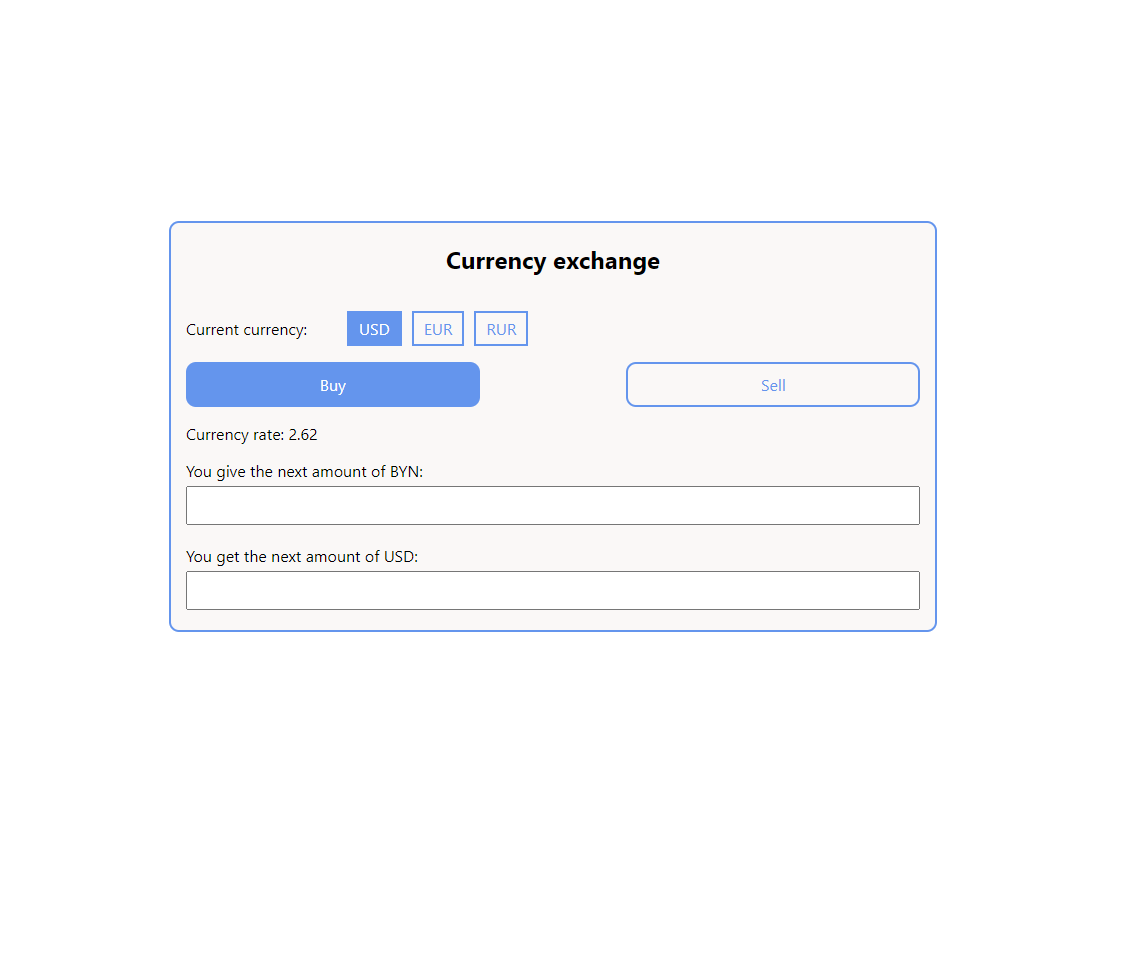 Currency exchange
Current currency: USD EUR RUR
Buy Sell
Currency rate: 2.62
You give the next amount of BYN:
You get the next amount of USD: